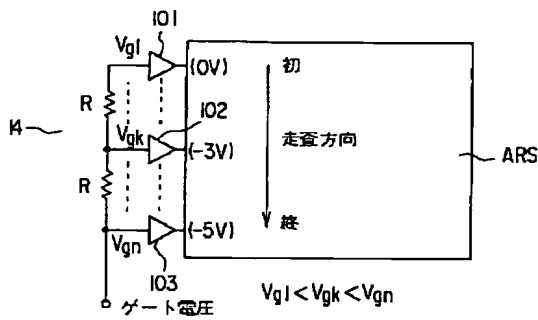 101
Vg1
(0V)
初
R
102
14
Vgk
(-3V)
走査方向
ARS
R
(-5V)
終
Vgn
103
ゲート電圧
Vg1<Vgk<Vgn